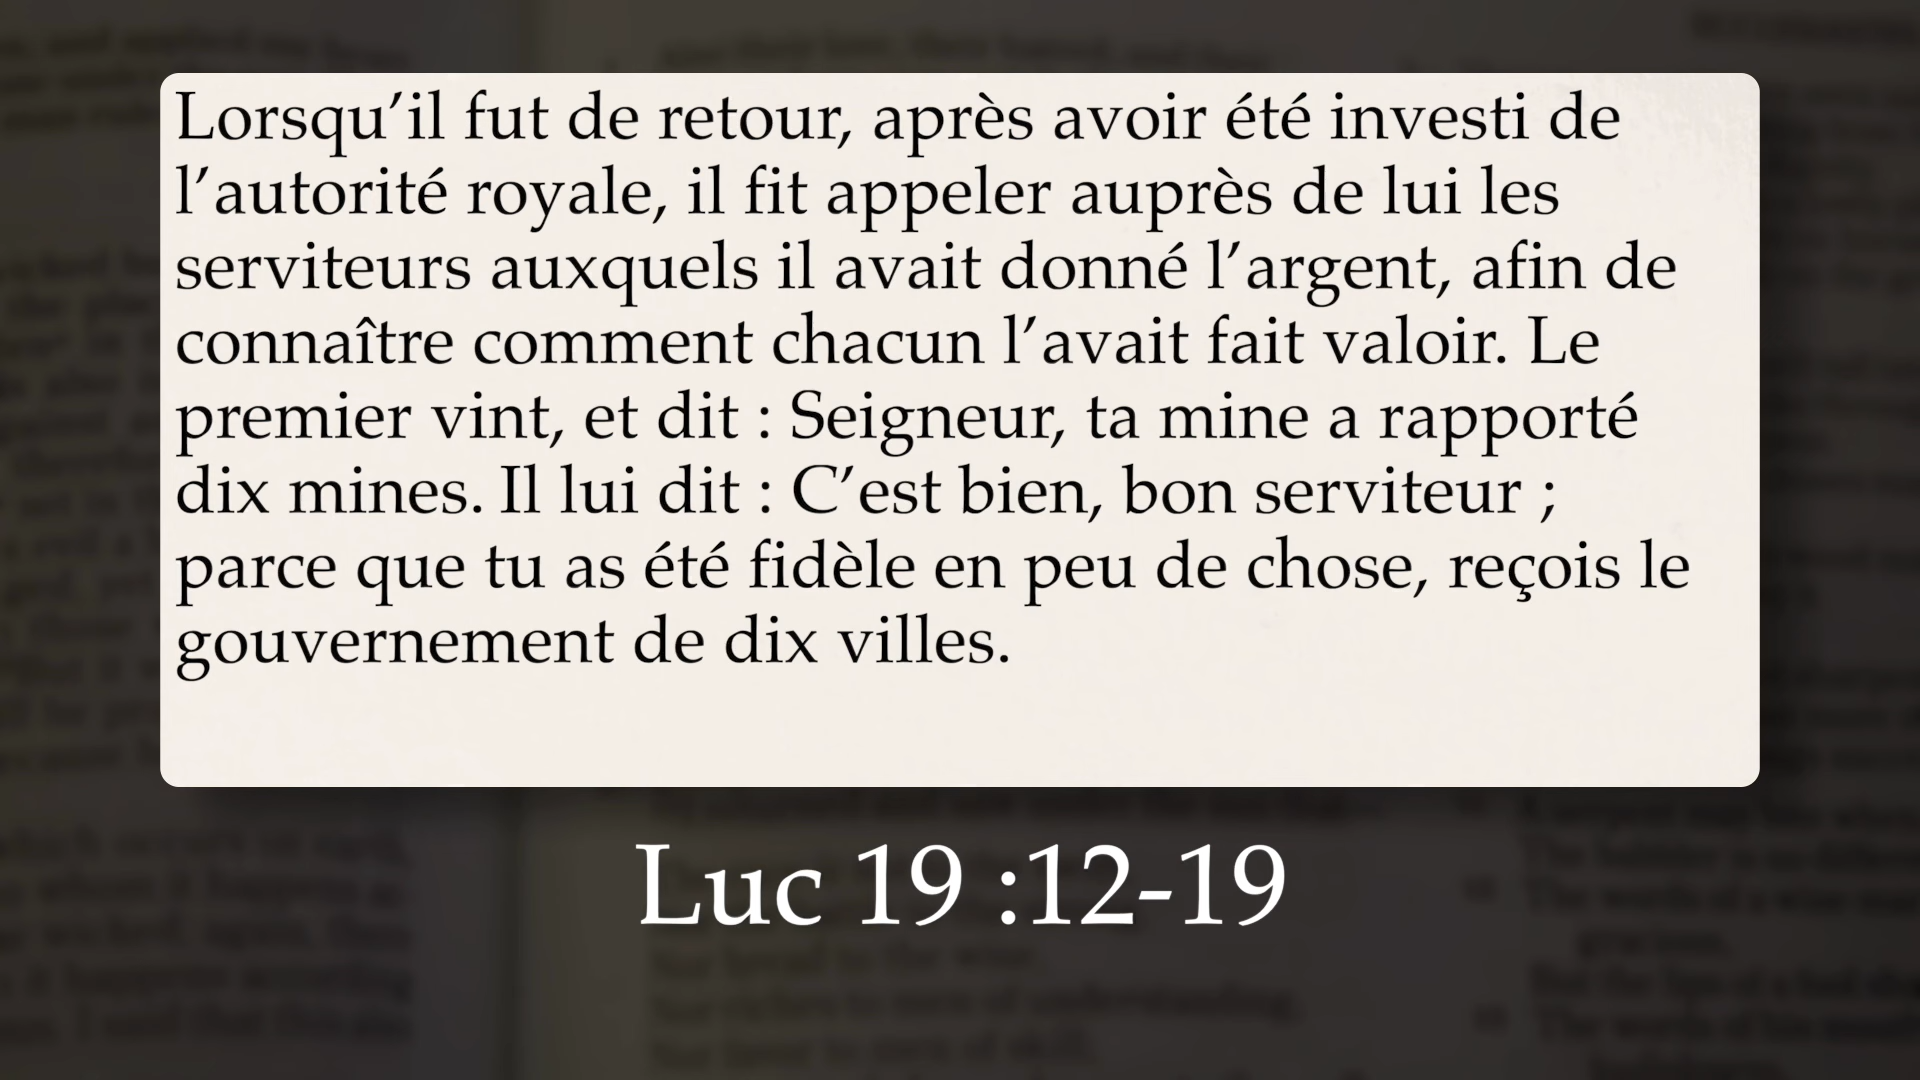 Lorsqu’il fut de retour, après avoir été investi de
l’autorité royale, il fit appeler auprès de lui les
serviteurs auxquels il avait donné l’argent, afin de
connaître comment chacun l’avait fait valoir. Le
premier vint, et dit : Seigneur, ta mine a rapporté
dix mines. Il lui dit : C’est bien, bon serviteur ;
parce que tu as été fidèle en peu de chose, reçois le
gouvernement de dix villes.
Luc 19 :12-19